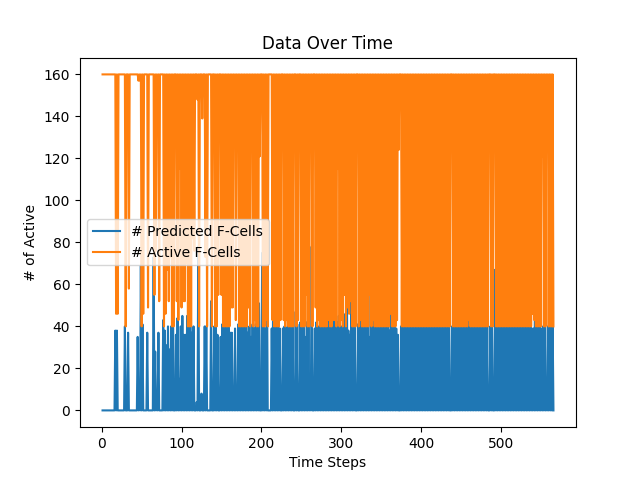 Data Over Time
# of Active
160
140
120
100
80
60
40
20
0
# Predicted F-Cells
# Active F-Cells
0 100 200 300 400 500
Time Steps